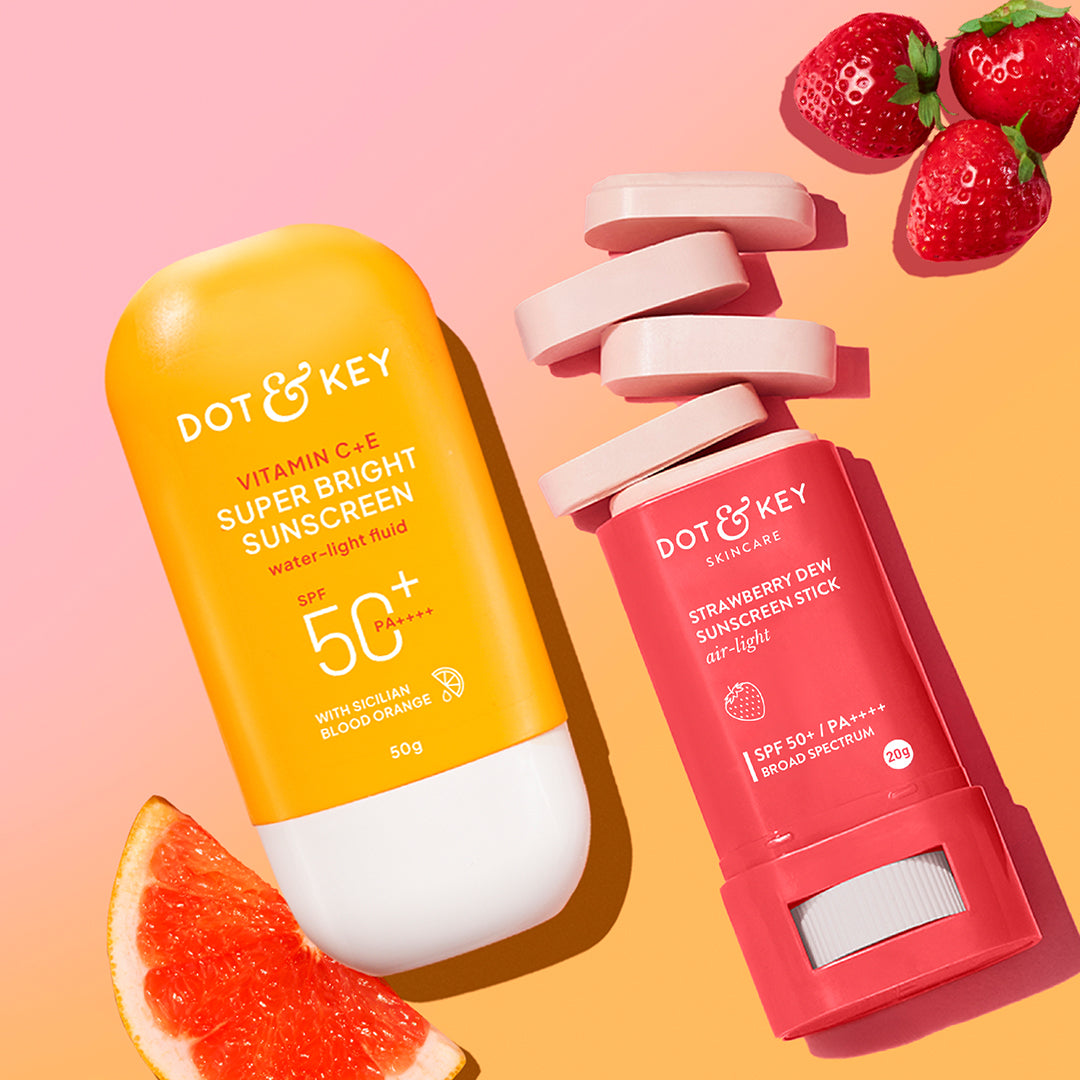 DOT & KEY
VITAMIN C+E
SUPER BRIGHT
SUNSCREEN
water-light fluid
SPF
50+
PA++++
WITH SICILIAN
BLOOD ORANGE
50g
DOT & KEY
SKINCARE
STRAWBERRY DEW
SUNSCREEN STICK
air-light
SPF 50+ / PA++++
BROAD SPECTRUM
20g